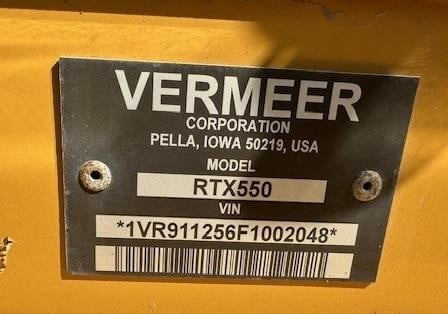 VERMEER
CORPORATION
PELLA, IOWA 50219, USA
MODEL
RTX550
VIN
*1VR911256F1002048*